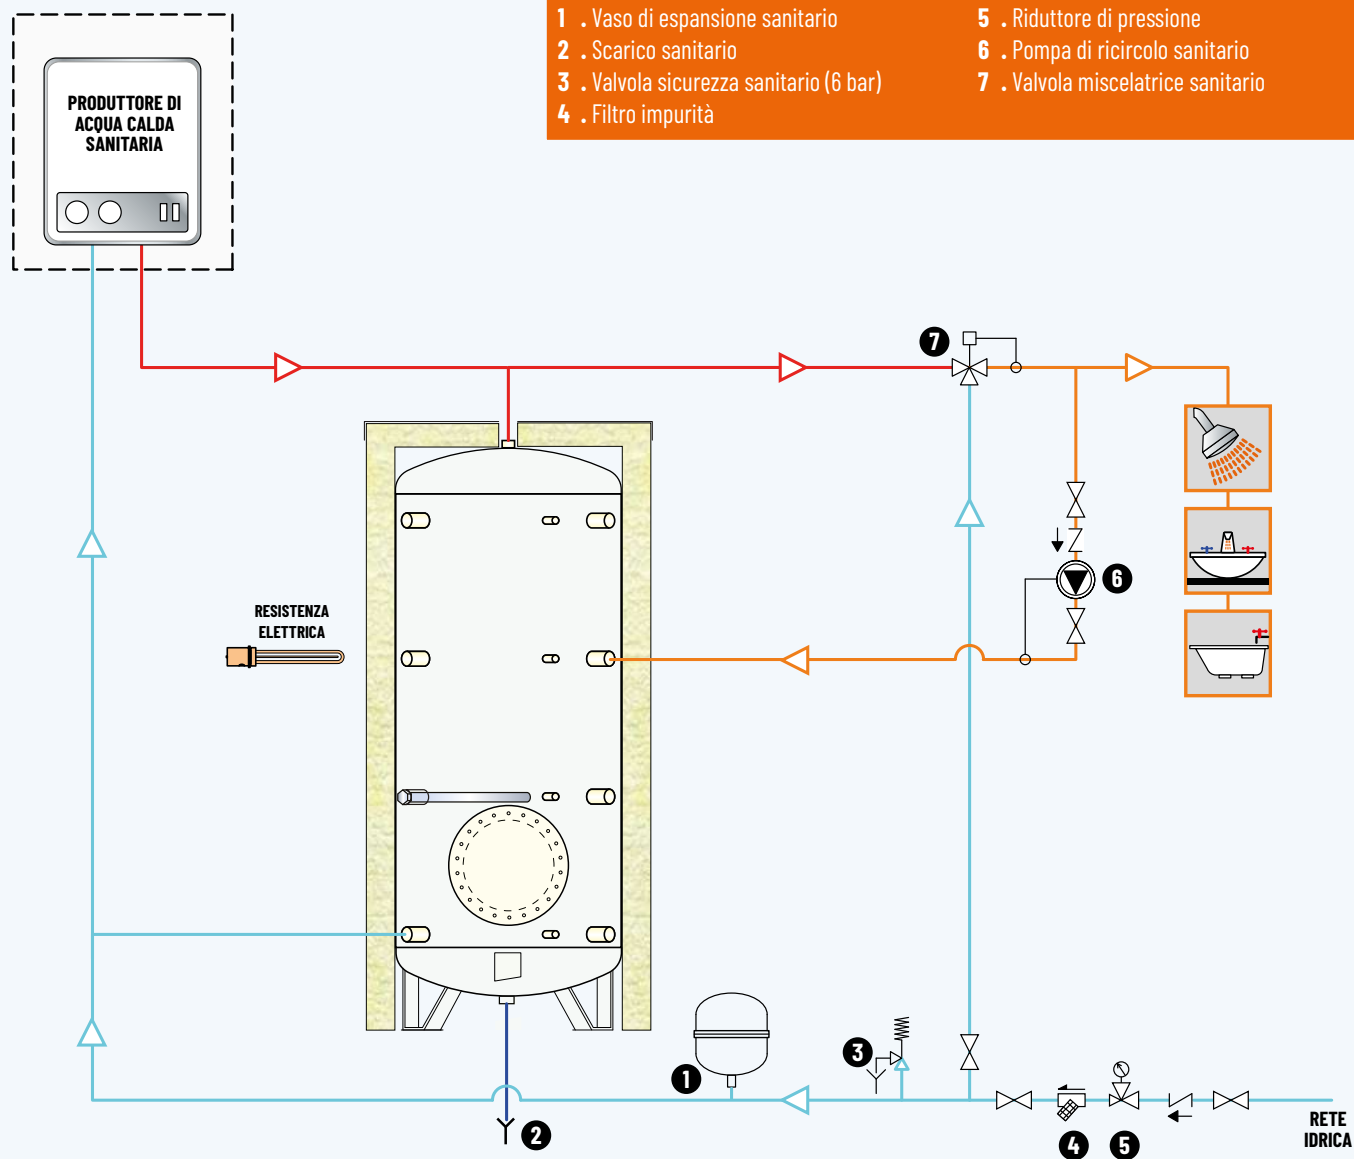 1 . Vaso di espansione sanitario
2 . Scarico sanitario
3 . Valvola sicurezza sanitario (6 bar)
4 . Filtro impurità
5 . Riduttore di pressione
6 . Pompa di ricircolo sanitario
7 . Valvola miscelatrice sanitario
PRODUTTORE DI
ACQUA CALDA
SANITARIA
7
6
RESISTENZA
ELETTRICA
3
1
2
4
5
RETE
IDRICA